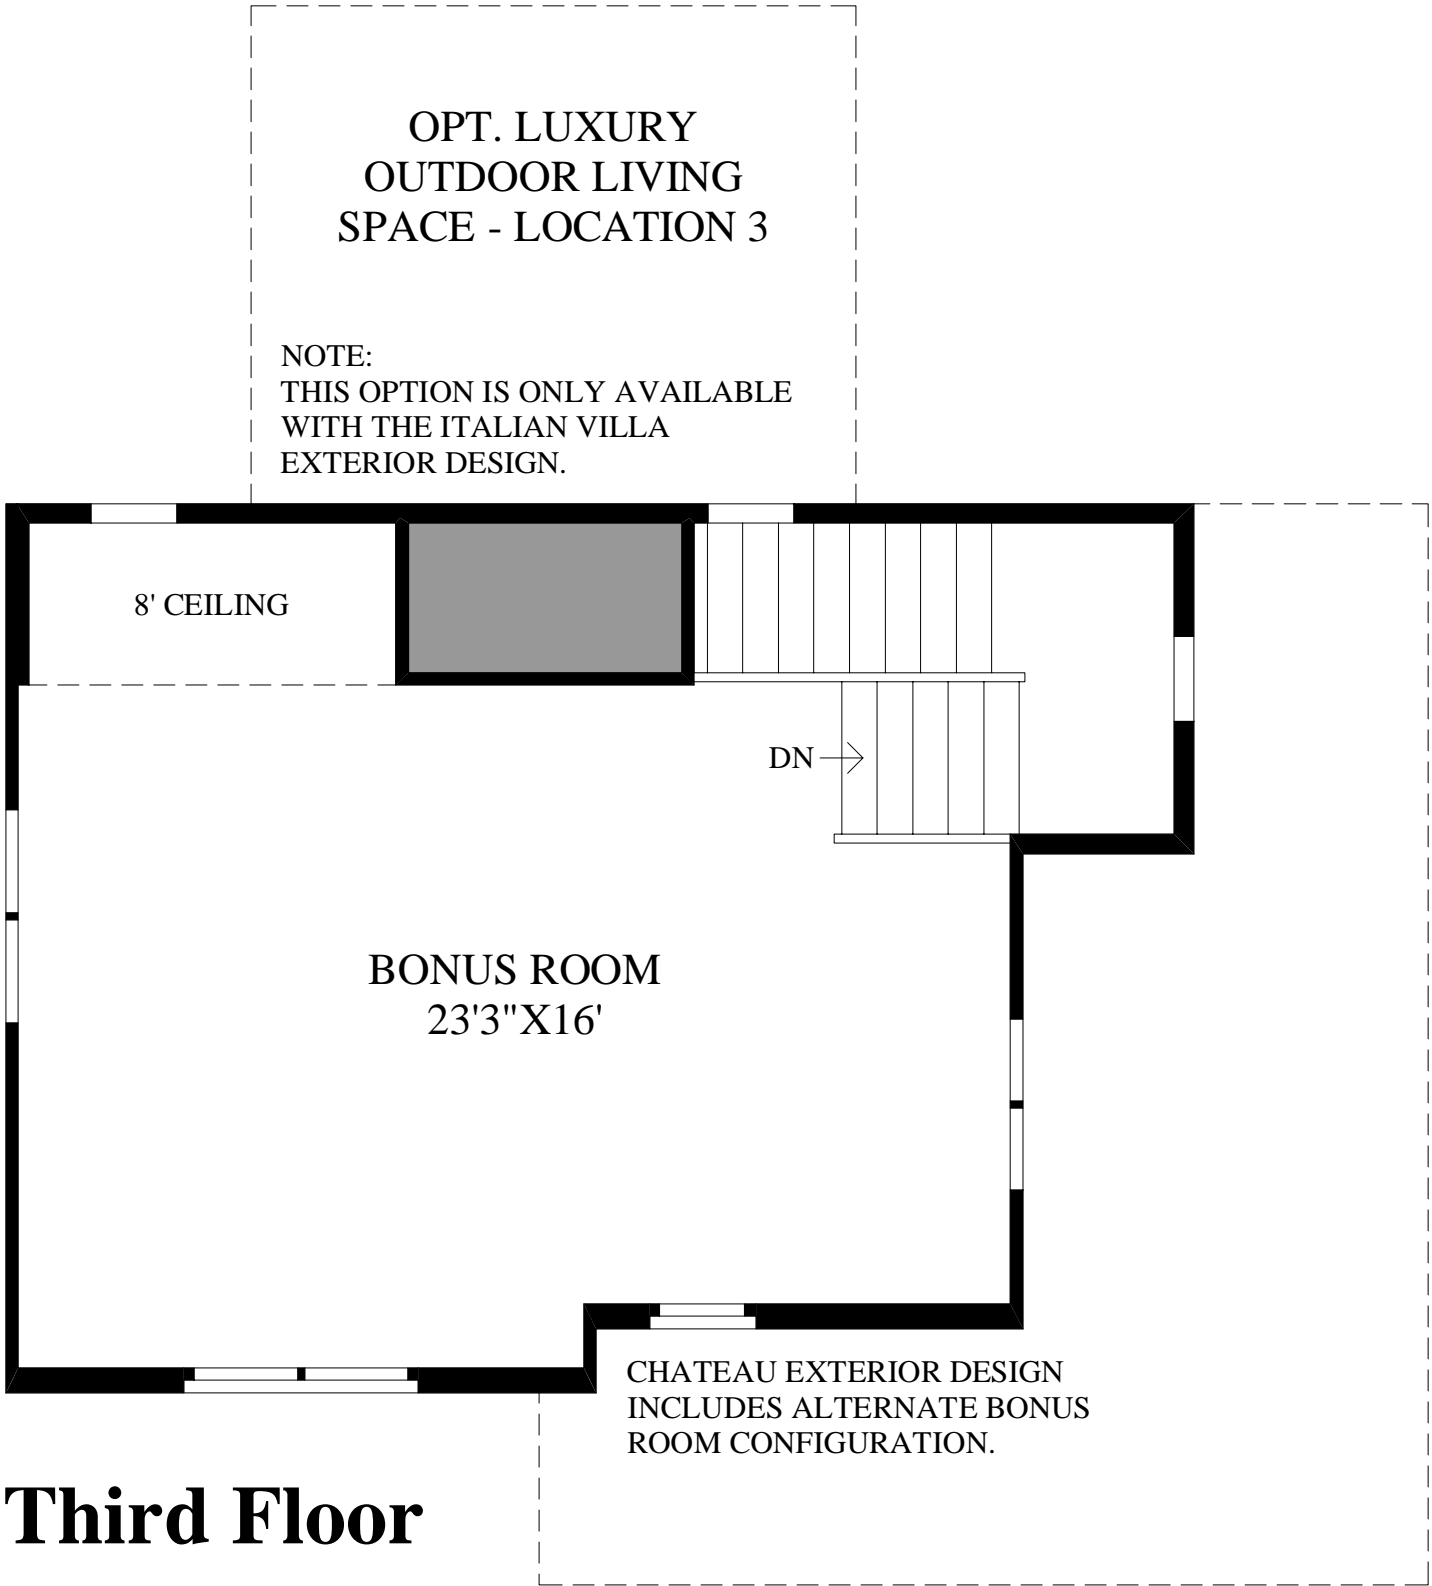 OPT. LUXURY
OUTDOOR LIVING
SPACE - LOCATION 3
NOTE:
THIS OPTION IS ONLY AVAILABLE
WITH THE ITALIAN VILLA
EXTERIOR DESIGN.
8' CEILING
DN
BONUS ROOM
23'3"X16'
CHATEAU EXTERIOR DESIGN
INCLUDES ALTERNATE BONUS
ROOM CONFIGURATION.
Third Floor